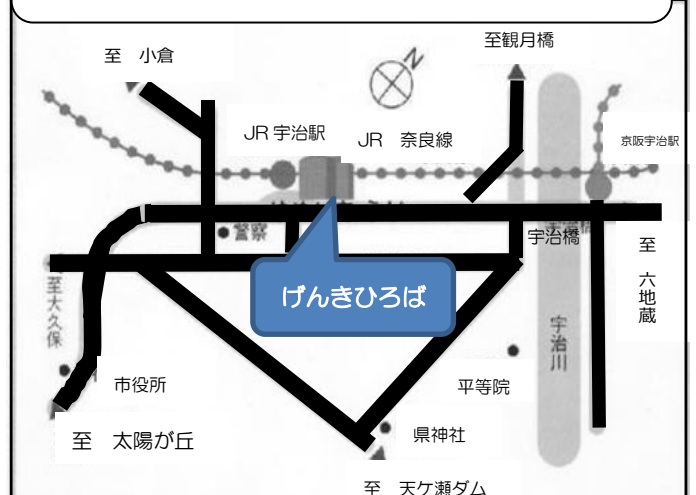 至観月橋
至　小倉
N
JR宇治駅
JR　奈良線
京阪宇治駅
警察
宇治橋
至　六地蔵
げんきひろば
至大久保
宇治川
市役所
平等院
至　太陽が丘
県神社
至　天ケ瀬ダム